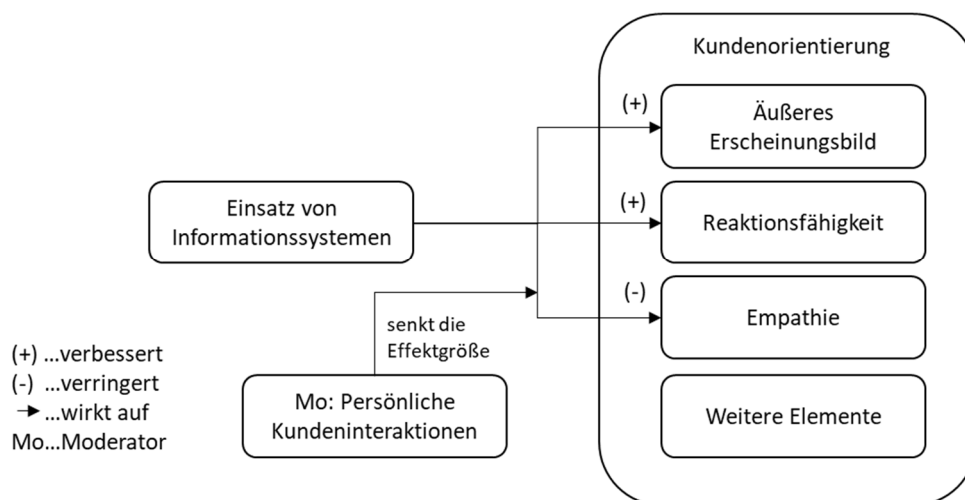 Kundenorientierung
(+)
Äußeres
Erscheinungsbild
Einsatz von
Informationssystemen
(+)
Reaktionsfähigkeit
(-)
Empathie
senkt die
Effektgröße
(+) ...verbessert
(-) ...verringert
→ ...wirkt auf
Mo...Moderator
Mo: Persönliche
Kundeninteraktionen
Weitere Elemente